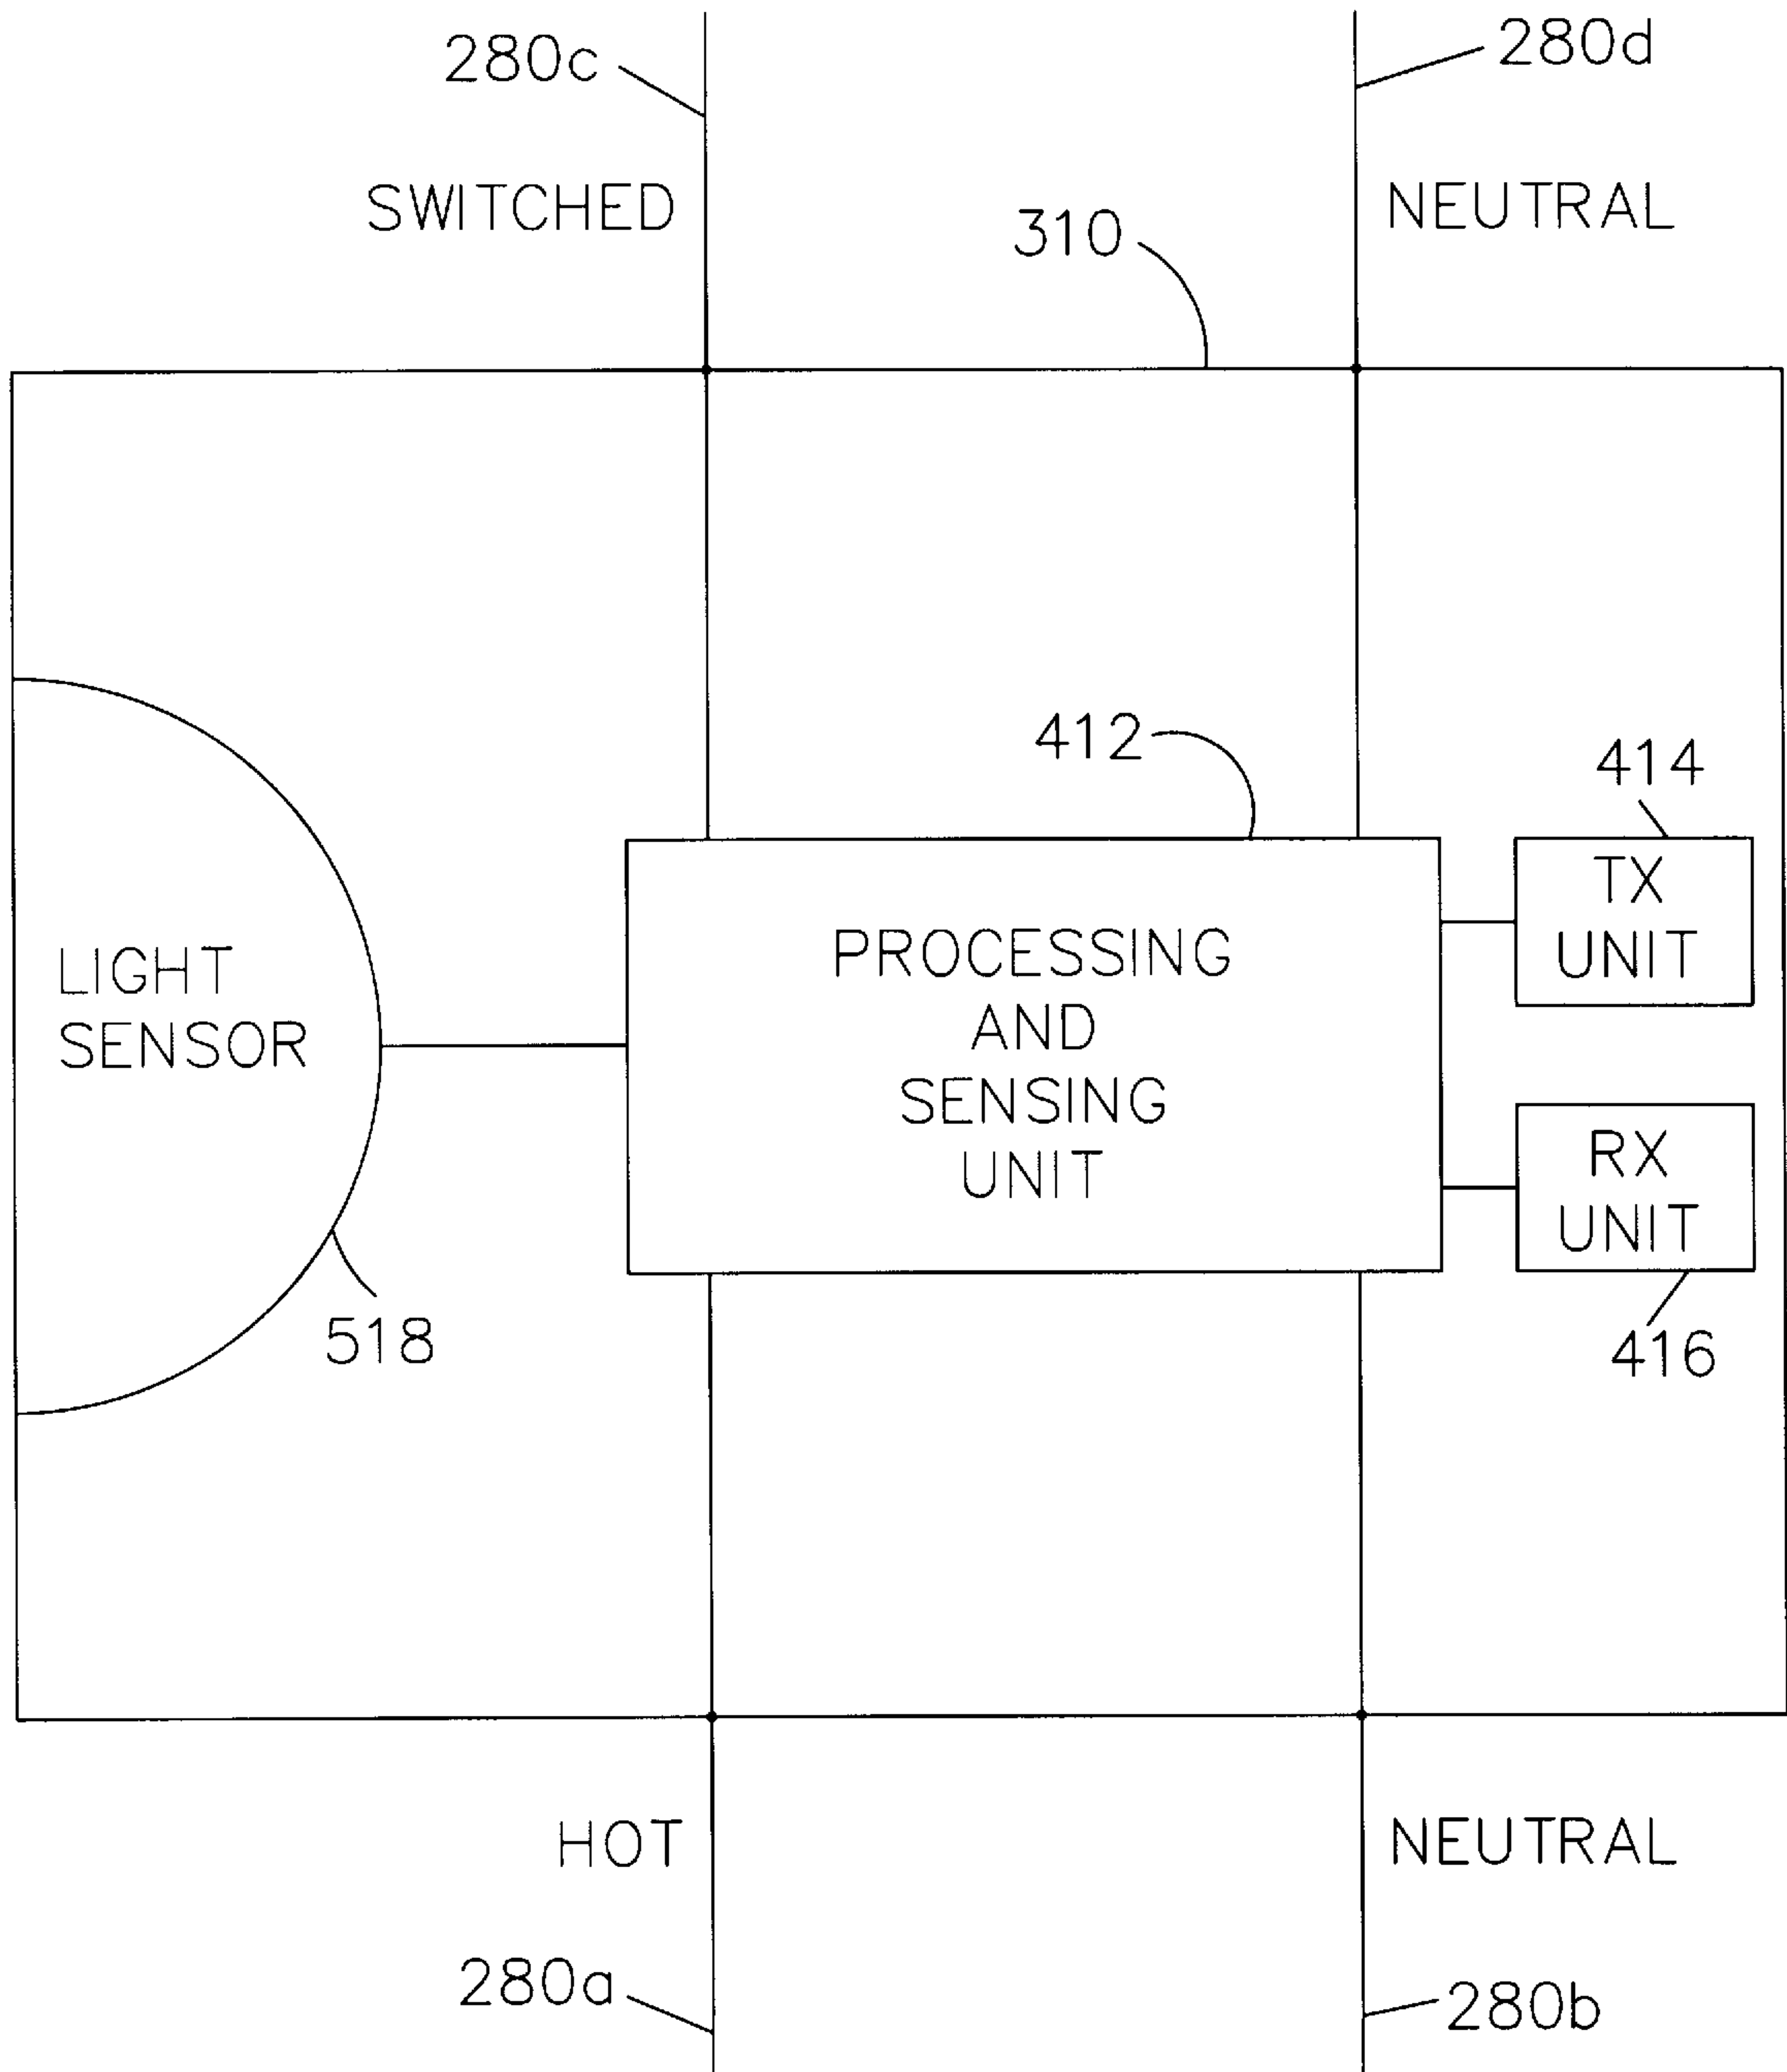 280c
280d
SWITCHED
NEUTRAL
310
412
414
TX
UNIT
PROCESSING
AND
SENSING
UNIT
LIGHT
SENSOR
RX
UNIT
518
416
HOT
NEUTRAL
280a
280b